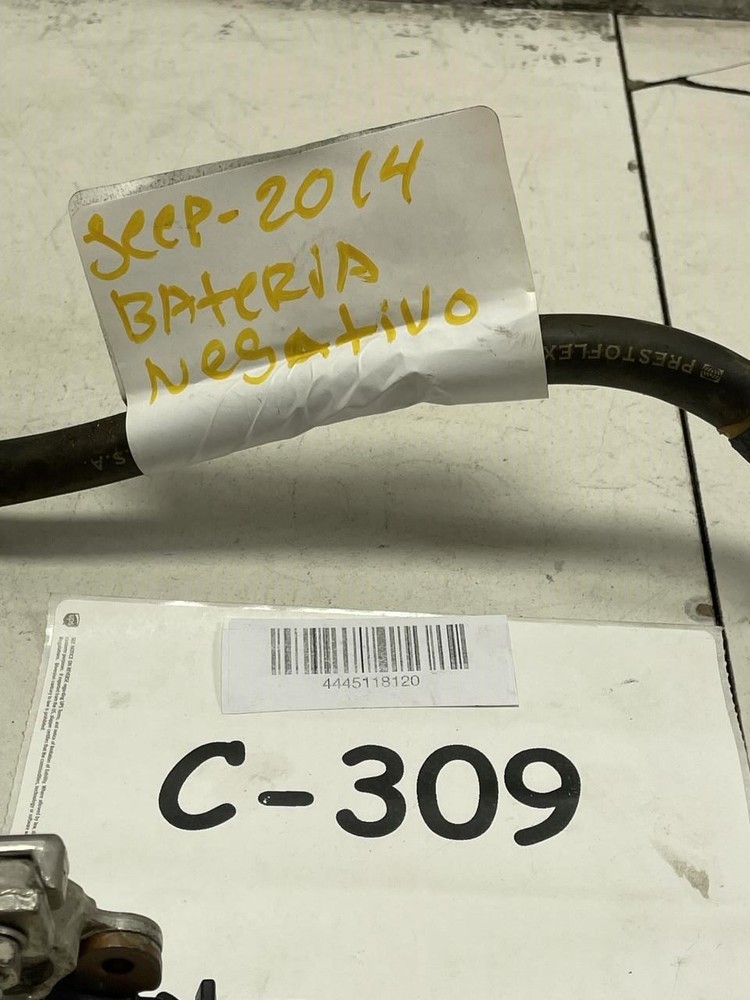 Jeep-2014
BAteRIA
Negativo
PRESTOFLEX
S.A.
4445118120
C-309